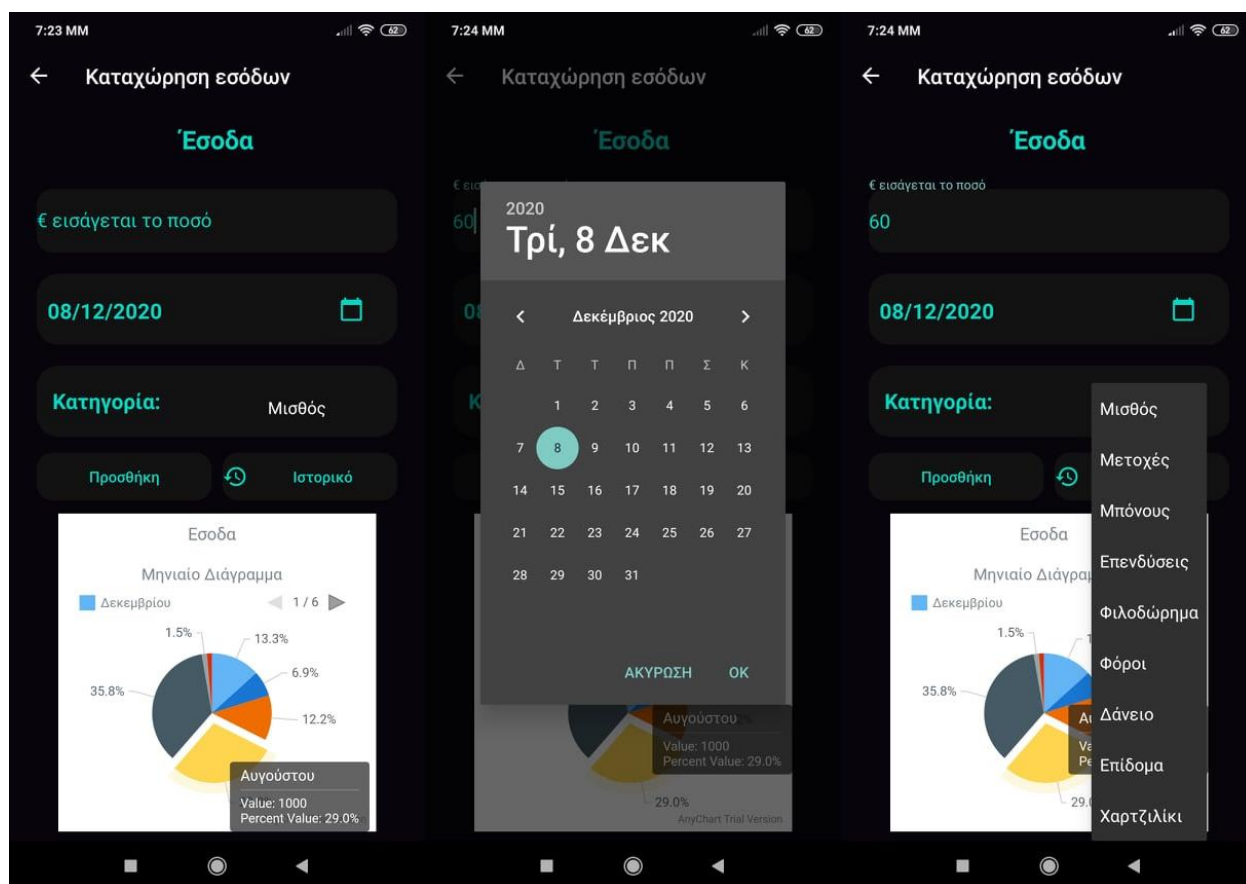 7:23 ΜΜ
62
Καταχώρηση εσόδων
Έσοδα
€ εισάγεται το ποσό
08/12/2020
Κατηγορία:
Μισθός
Προσθήκη
Ιστορικό
Εσοδα
Μηνιαίο Διάγραμμα
Δεκεμβρίου
1 / 6
1.5%
13.3%
6.9%
35.8%
12.2%
Αυγούστου
Value: 1000
Percent Value: 29.0%
7:24 ΜΜ
62
Καταχώρηση εσόδων
Έσοδα
60
2020
Τρί, 8 Δεκ
Δεκέμβριος 2020
Δ Τ Τ Π Π Σ Κ
1 2 3 4 5 6
7 8 9 10 11 12 13
14 15 16 17 18 19 20
21 22 23 24 25 26 27
28 29 30 31
ΑΚΥΡΩΣΗ OK
Αυγούστου
Value: 1000
Percent Value: 29.0%
29.0%
AnyChart Trial Version
7:24 ΜΜ
62
Καταχώρηση εσόδων
Έσοδα
€ εισάγεται το ποσό
60
08/12/2020
Κατηγορία:
Μισθός
Μετοχές
Μπόνους
Επενδύσεις
Φιλοδώρημα
Φόροι
Δάνειο
Επίδομα
Χαρτζιλίκι
Προσθήκη
Εσοδα
Μηνιαίο
Δεκεμβρίου
1.5%
35.8%